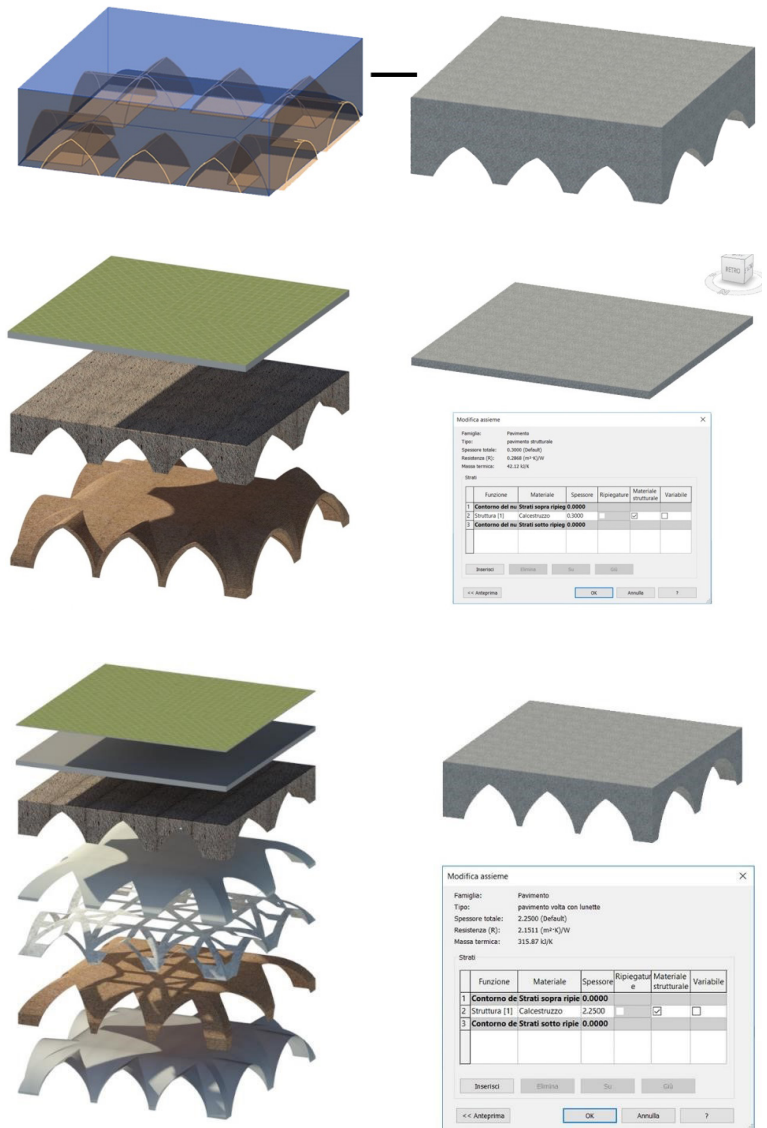 RETRO
Modifica assieme
Famiglia: Pavimento
Tipo: pavimento strutturale
Spessore totale: 0.3000 (Default)
Resistenza (R): 0.2868 (m²·K)/W
Massa termica: 42.12 kJ/K
Strati
Funzione Materiale Spessore Ripiegature Materiale strutturale Variabile
1 Contorno del nu Strati sopra ripieg 0.0000
2 Struttura [1] Calcestruzzo 0.3000
3 Contorno del nu Strati sotto ripieg 0.0000
Inserisci Elimina Su Giù
<< Anteprima OK Annulla ?
Modifica assieme
Famiglia: Pavimento
Tipo: pavimento volta con lunette
Spessore totale: 2.2500 (Default)
Resistenza (R): 2.1511 (m²·K)/W
Massa termica: 315.87 kJ/K
Strati
Funzione Materiale Spessore Ripiegatur e Materiale strutturale Variabile
1 Contorno de Strati sopra ripie 0.0000
2 Struttura [1] Calcestruzzo 2.2500
3 Contorno de Strati sotto ripie 0.0000
Inserisci Elimina Su Giù
<< Anteprima OK Annulla ?